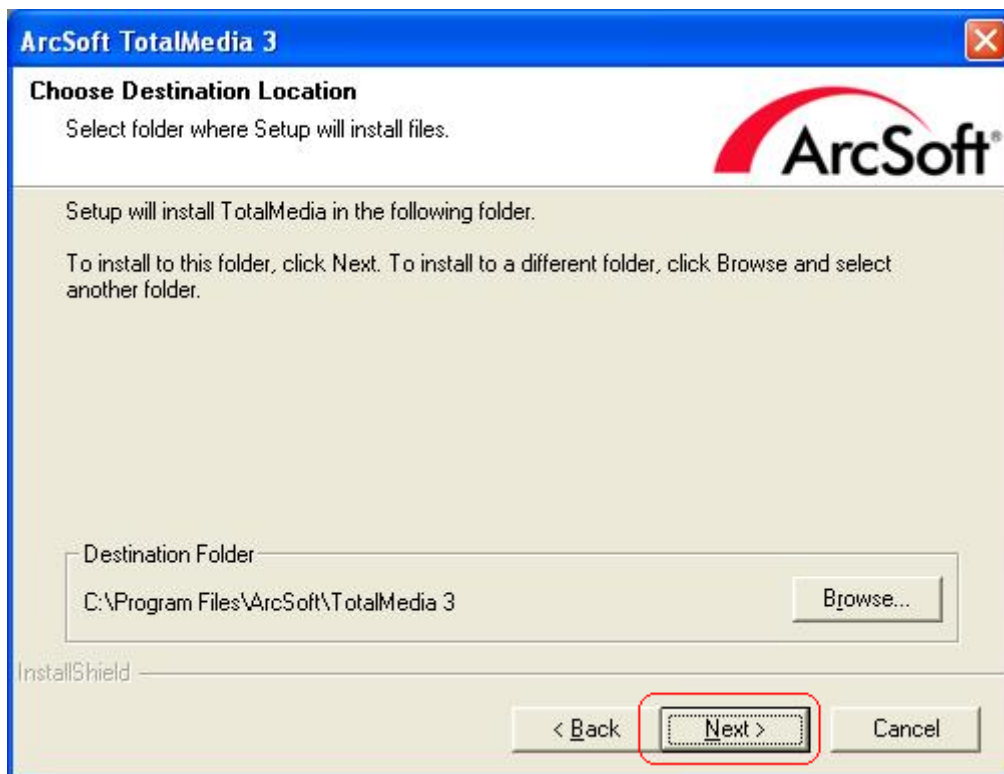 ArcSoft TotalMedia 3
Choose Destination Location
Select folder where Setup will install files.
ArcSoft®
Setup will install TotalMedia in the following folder.
To install to this folder, click Next. To install to a different folder, click Browse and select
another folder.
Destination Folder
C:\Program Files\ArcSoft\TotalMedia 3
Browse...
InstallShield
< Back
Next >
Cancel